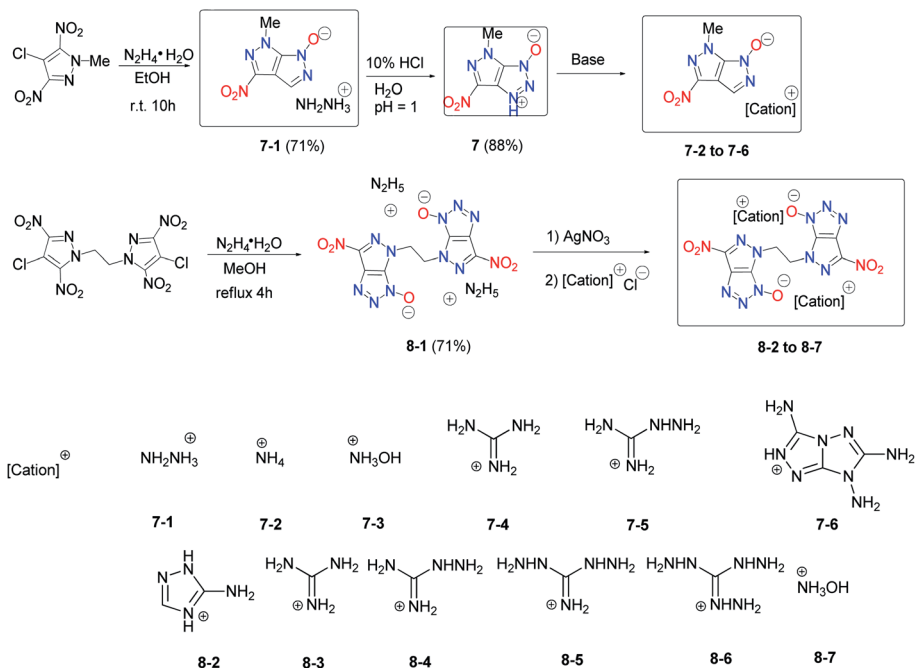 NO₂
Cl
N
N
Me
NO₂
N₂H₄•H₂O
EtOH
r.t. 10h
Me
O ⊖
N
N
N
N
O₂N
⊕
NH₂NH₃
7-1 (71%)
10% HCl
H₂O
pH = 1
Me
O ⊖
N
N
N
N
O₂N
N
N
H ⊕
7 (88%)
Base
Me
O ⊖
N
N
N
N
O₂N
⊕
[Cation]
7-2 to 7-6
O₂N
Cl
N
N
NO₂
NO₂
N
N
Cl
NO₂
N₂H₄•H₂O
MeOH
reflux 4h
N₂H₅
⊕
⊖
O N N N
O₂N
N
N
N
N
NO₂
N N N O
⊖
⊕ N₂H₅
8-1 (71%)
1) AgNO₃
2) [Cation]⊕ Cl⊖
⊕
[Cation]
⊖
O N N N
O₂N
N
N
N
N
NO₂
N N N O
⊖
[Cation] ⊕
8-2 to 8-7
[Cation] ⊕
⊕
NH₂NH₃
7-1
⊕
NH₄
7-2
⊕
NH₃OH
7-3
H₂N NH₂
⊕ NH₂
7-4
H₂N NHNH₂
⊕ NH₂
7-5
H₂N
N N
HN NH₂
⊕ N N
NH₂
7-6
H
N
N
NH₂
N ⊕
H
8-2
H₂N NH₂
⊕ NH₂
8-3
H₂N NHNH₂
⊕ NH₂
8-4
H₂NHN NHNH₂
⊕ NH₂
8-5
H₂NHN NHNH₂
⊕ NHNH₂
8-6
⊕
NH₃OH
8-7